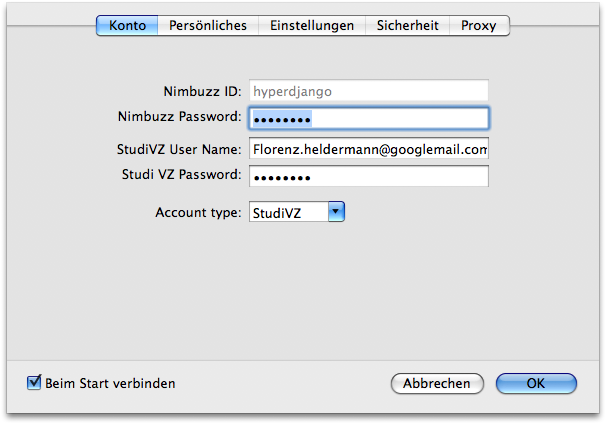 Konto Persönliches Einstellungen Sicherheit Proxy
Nimbuzz ID: hyperdjango
Nimbuzz Password: ••••••••
StudiVZ User Name: Florenz.heldermann@googlemail.com
Studi VZ Password: ••••••••
Account type: StudiVZ
Beim Start verbinden Abbrechen OK